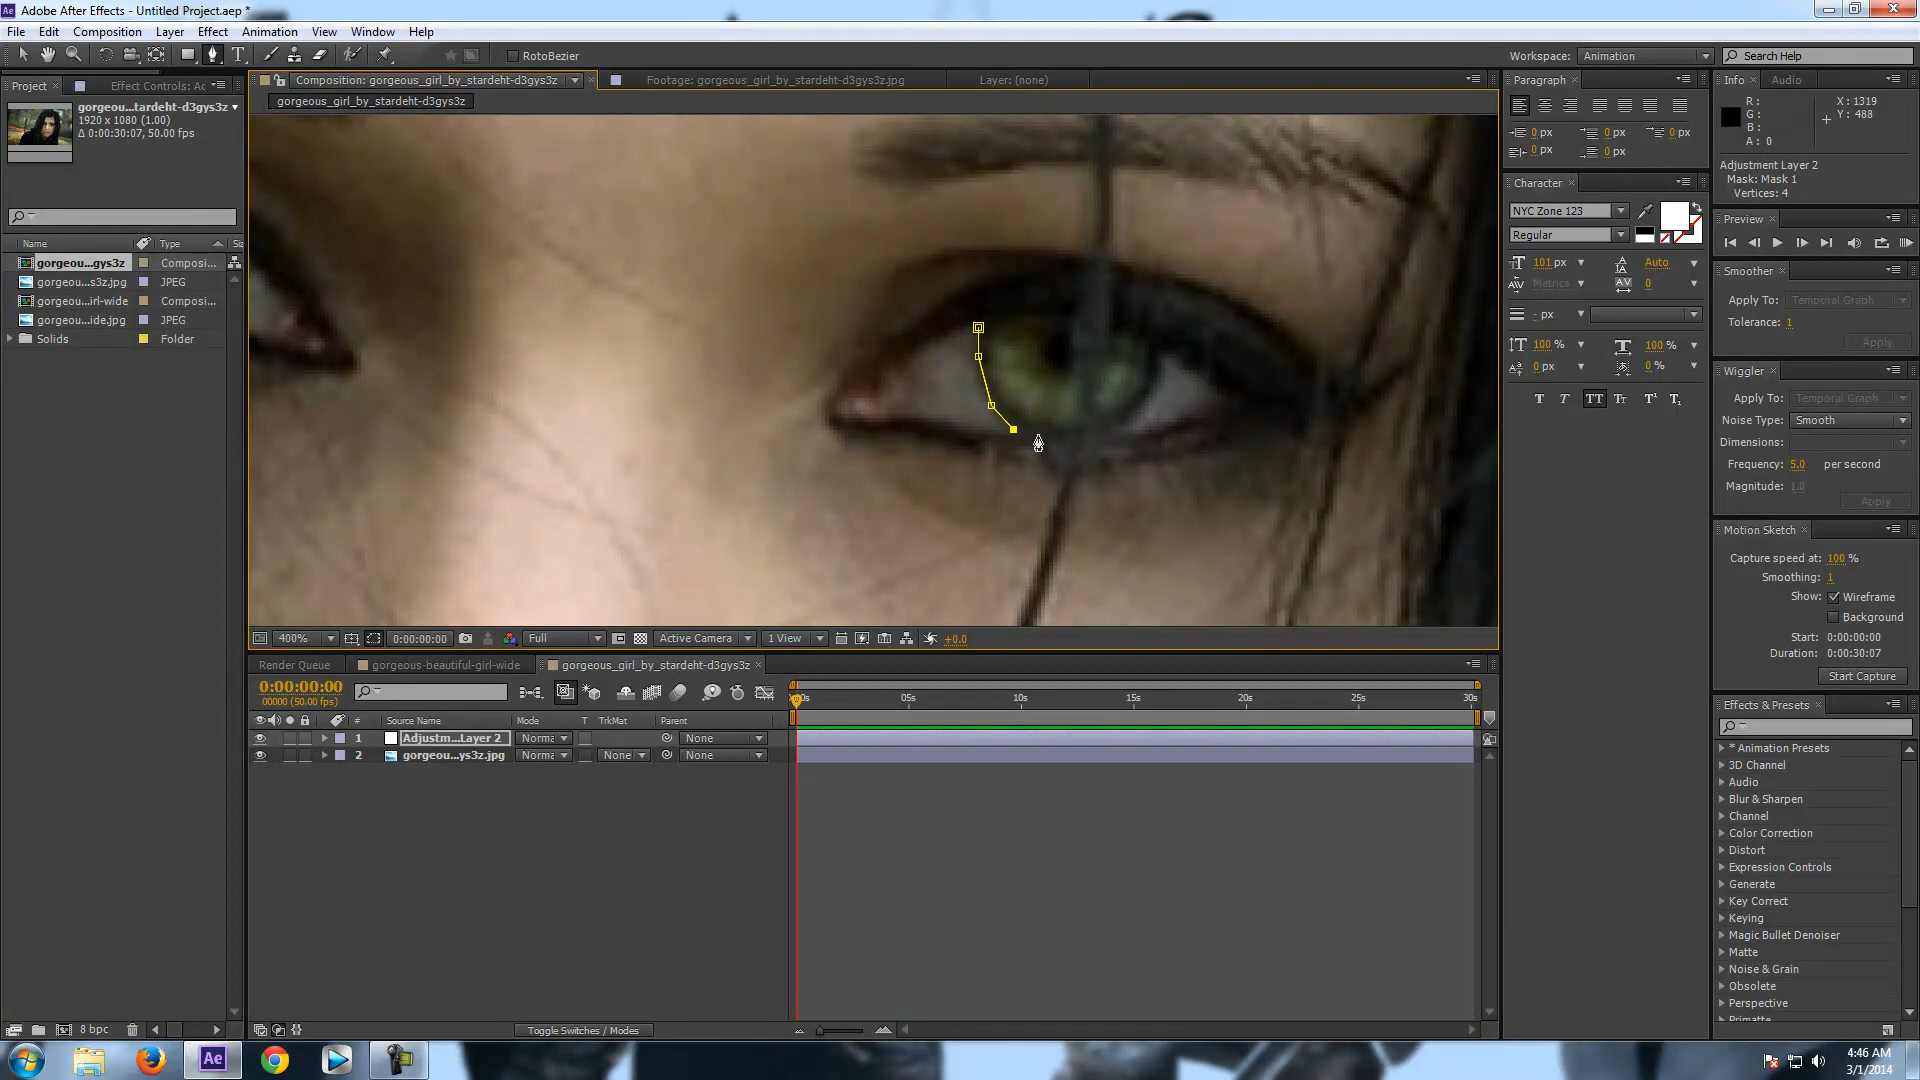 Adobe After Effects - Untitled Project.aep *
File Edit Composition Layer Effect Animation View Window Help
RotoBezier
Workspace: Animation
Search Help
Project
Effect Controls: Ad
Composition: gorgeous_girl_by_stardeht-d3gys3z
Footage: gorgeous_girl_by_stardeht-d3gys3z.jpg
Layer: (none)
gorgeous_girl_by_stardeht-d3gys3z
gorgeou...tardeht-d3gys3z
1920 x 1080 (1.00)
Δ 0:00:30:07, 50.00 fps
Name Type Siz
gorgeou...gys3z Composi...
gorgeou...s3z.jpg JPEG
gorgeou...irl-wide Composi...
gorgeou...ide.jpg JPEG
Solids Folder
8 bpc
400% 0:00:00:00 Full Active Camera 1 View +0.0
Render Queue gorgeous-beautiful-girl-wide gorgeous_girl_by_stardeht-d3gys3z
0:00:00:00
00000 (50.00 fps)
05s 10s 15s 20s 25s 30s
# Source Name Mode T TrkMat Parent
1 Adjustm...Layer 2 Norma None
2 gorgeou...ys3z.jpg Norma None None
Toggle Switches / Modes
Paragraph
0 px 0 px 0 px
0 px 0 px
Character
NYC Zone 123
Regular
101 px Auto
Metrics 0
- px
100 % 100 %
0 px 0 %
T T TT Tt T¹ T₁
Info Audio
R: X: 1319
G: Y: 488
B:
A: 0
Adjustment Layer 2
Mask: Mask 1
Vertices: 4
Preview
Smoother
Apply To: Temporal Graph
Tolerance: 1
Apply
Wiggler
Apply To: Temporal Graph
Noise Type: Smooth
Dimensions:
Frequency: 5.0 per second
Magnitude: 1.0
Apply
Motion Sketch
Capture speed at: 100 %
Smoothing: 1
Show: Wireframe
Background
Start: 0:00:00:00
Duration: 0:00:30:07
Start Capture
Effects & Presets
* Animation Presets
3D Channel
Audio
Blur & Sharpen
Channel
Color Correction
Distort
Expression Controls
Generate
Key Correct
Keying
Magic Bullet Denoiser
Matte
Noise & Grain
Obsolete
Perspective
Primatte
Ae
4:46 AM
3/1/2014